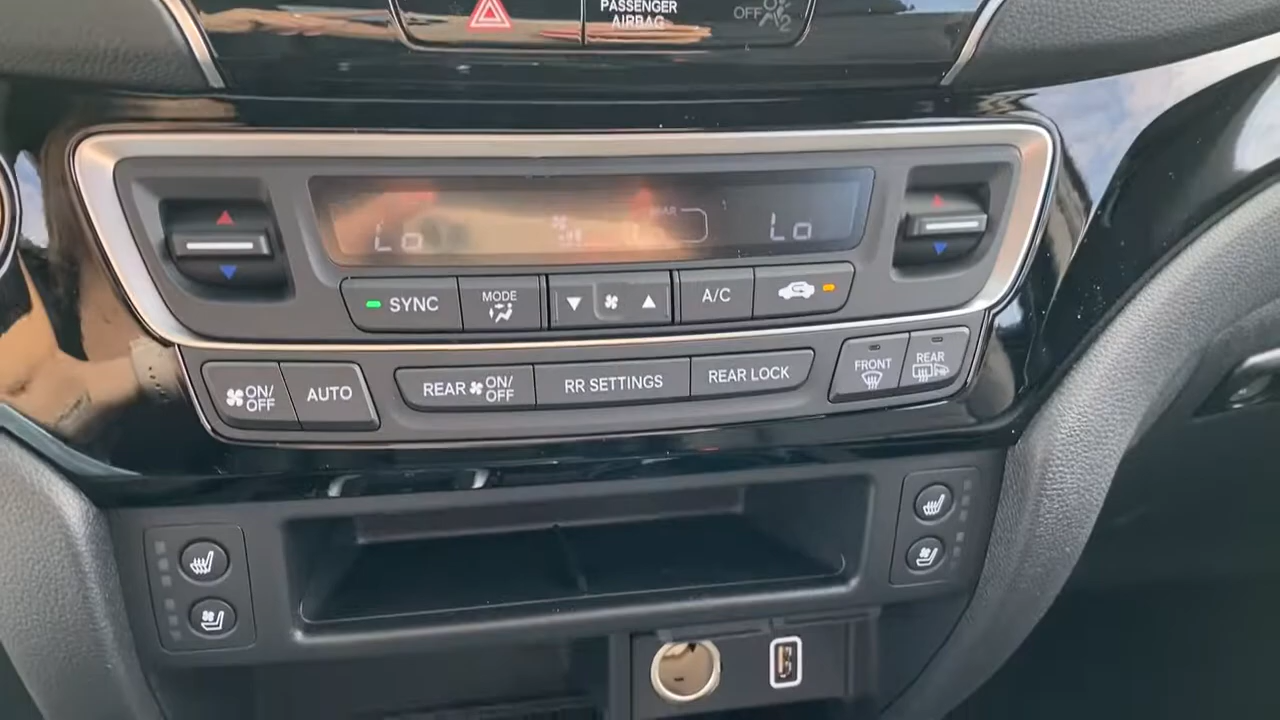 PASSENGER
AIRBAG
OFF
Lo
REAR
Lo
SYNC
MODE
A/C
ON/
OFF
AUTO
REAR ON/
OFF
RR SETTINGS
REAR LOCK
FRONT
REAR